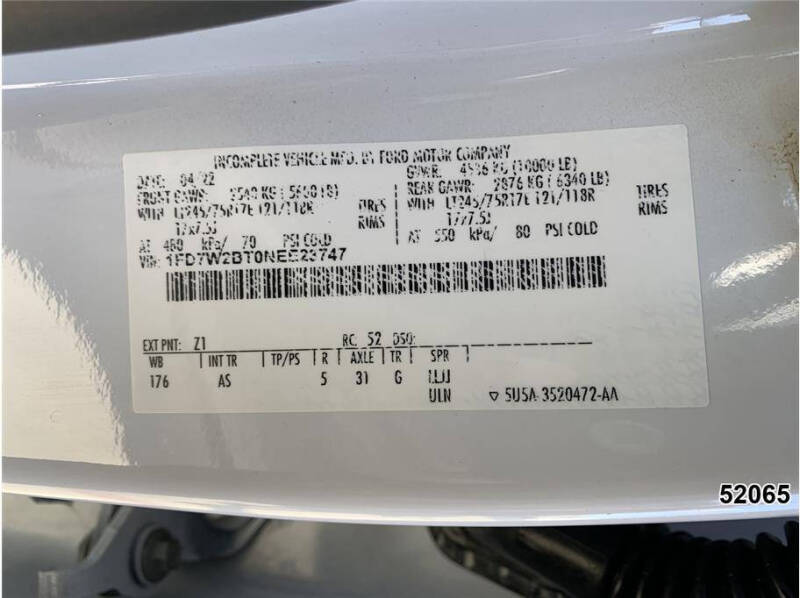 INCOMPLETE VEHICLE MFD. BY FORD MOTOR COMPANY
DATE: 04/22 GVWR: 4536 KG (10000 LB)
FRONT GAWR: 2540 KG (5600 LB) REAR GAWR: 2876 KG (6340 LB)
WITH LT245/75R17E 121/118R TIRES WITH LT245/75R17E 121/118R TIRES
17x7.5J RIMS 17x7.5J RIMS
AT 480 kPa/ 70 PSI COLD AT 550 kPa/ 80 PSI COLD
VIN: 1FD7W2BT0NEE23747
EXT PNT: Z1 RC: 52 DSO:
WB INT TR TP/PS R AXLE TR SPR
176 AS 5 31 G
ULN ▽ 5U5A-3520472-AA
52065